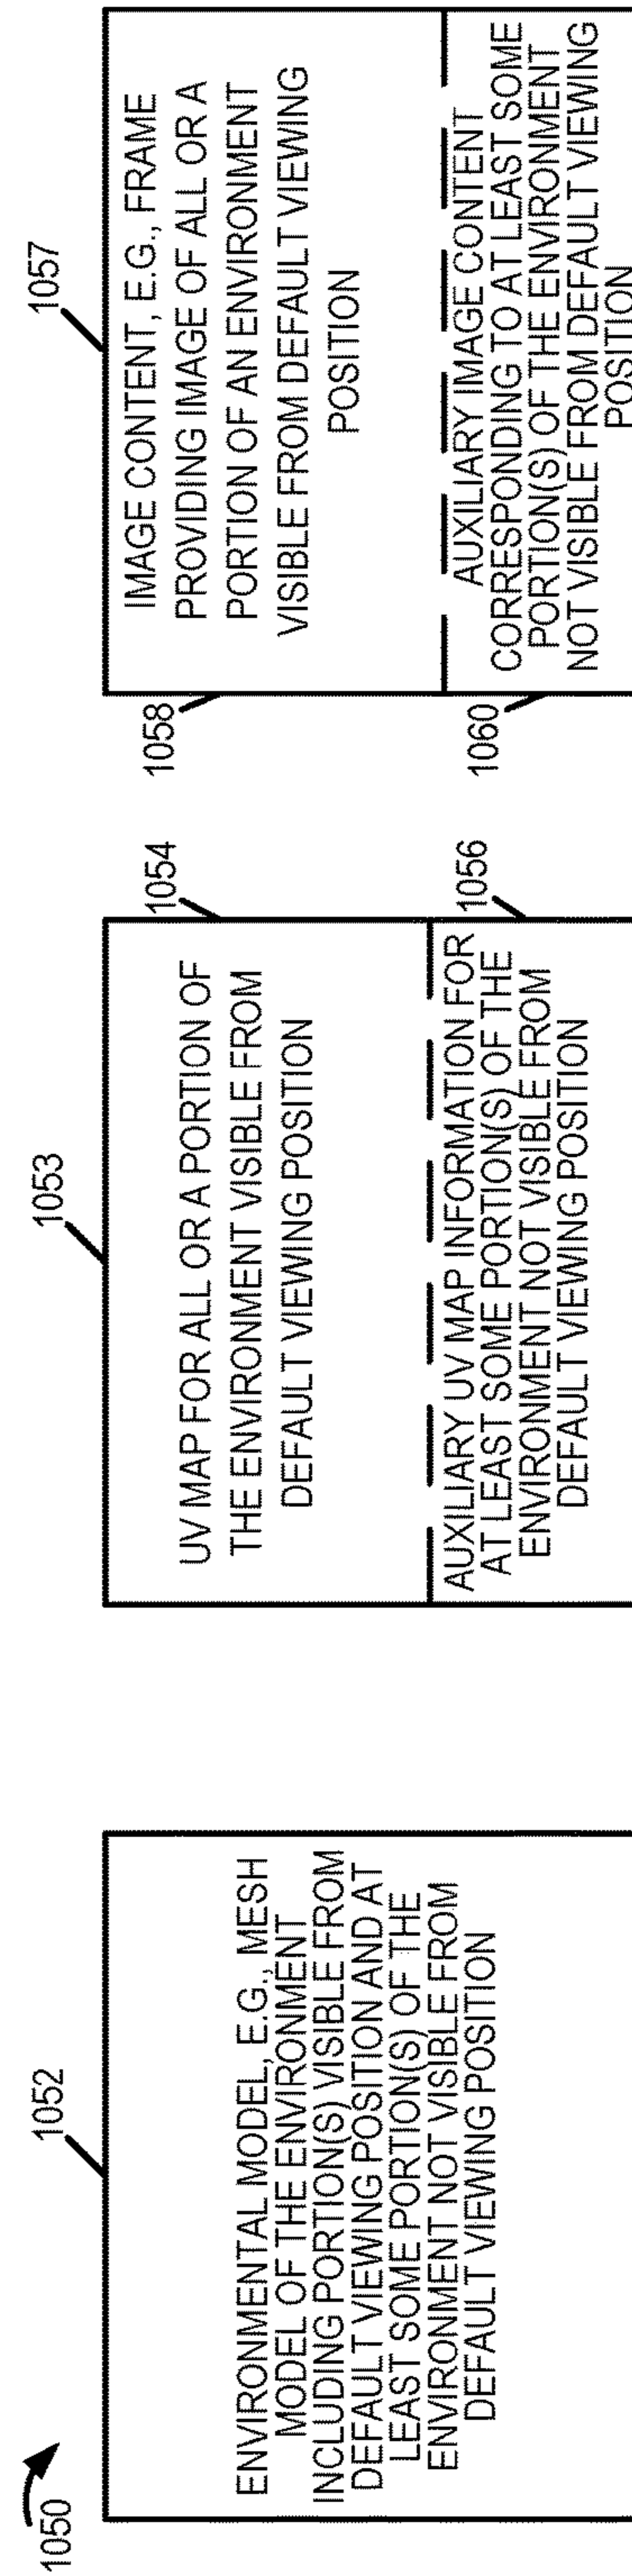 1050
1052
ENVIRONMENTAL MODEL, E.G., MESH
MODEL OF THE ENVIRONMENT
INCLUDING PORTION(S) VISIBLE FROM
DEFAULT VIEWING POSITION AND AT
LEAST SOME PORTION(S) OF THE
ENVIRONMENT NOT VISIBLE FROM
DEFAULT VIEWING POSITION
1053
UV MAP FOR ALL OR A PORTION OF
THE ENVIRONMENT VISIBLE FROM
DEFAULT VIEWING POSITION
1054
AUXILIARY UV MAP INFORMATION FOR
AT LEAST SOME PORTION(S) OF THE
ENVIRONMENT NOT VISIBLE FROM
DEFAULT VIEWING POSITION
1056
1057
1058
IMAGE CONTENT, E.G., FRAME
PROVIDING IMAGE OF ALL OR A
PORTION OF AN ENVIRONMENT
VISIBLE FROM DEFAULT VIEWING
POSITION
1060
AUXILIARY IMAGE CONTENT
CORRESPONDING TO AT LEAST SOME
PORTION(S) OF THE ENVIRONMENT
NOT VISIBLE FROM DEFAULT VIEWING
POSITION